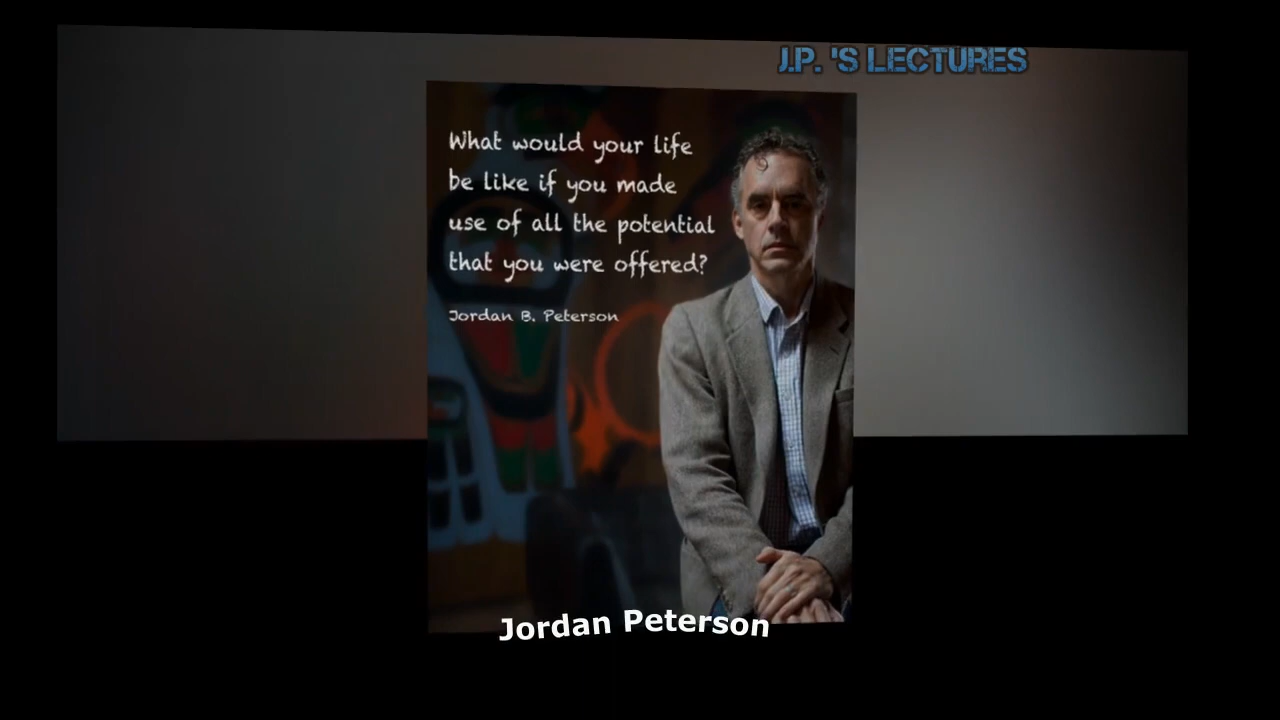 J.P. 'S LECTURES
What would your life
be like if you made
use of all the potential
that you were offered?
Jordan B. Peterson
Jordan Peterson